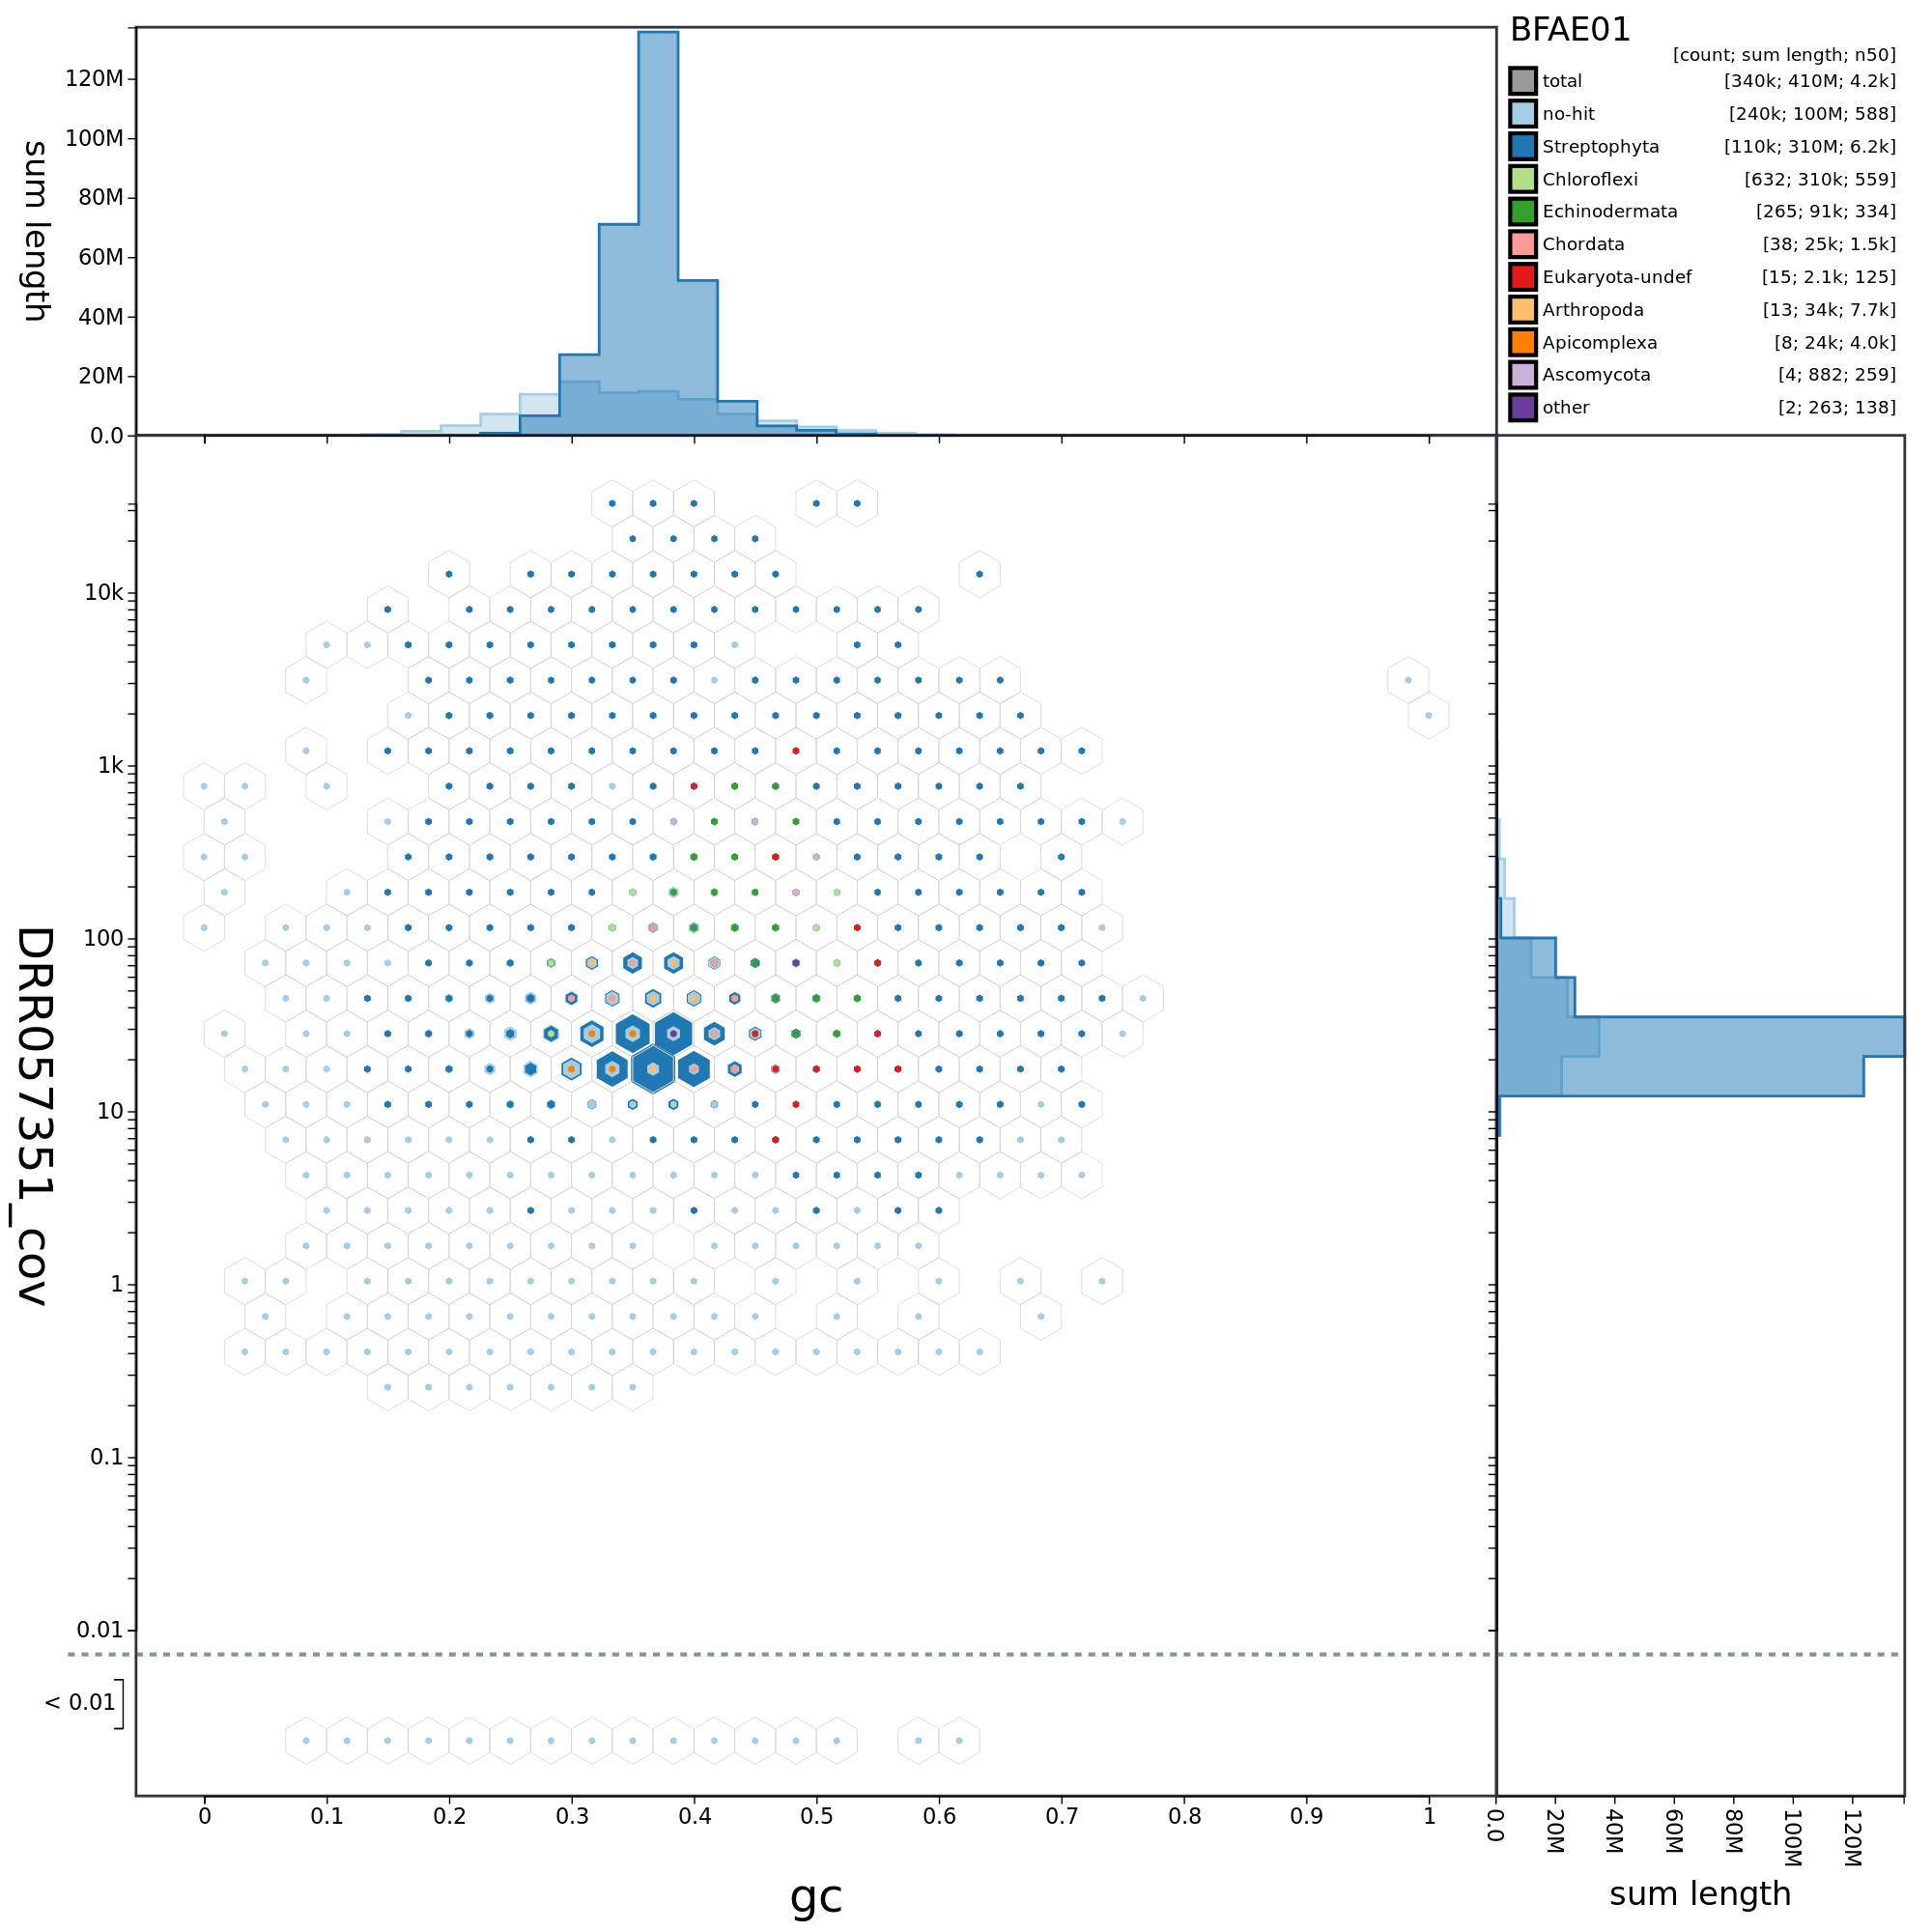 BFAE01
[count; sum length; n50]
total [340k; 410M; 4.2k]
no-hit [240k; 100M; 588]
Streptophyta [110k; 310M; 6.2k]
Chloroflexi [632; 310k; 559]
Echinodermata [265; 91k; 334]
Chordata [38; 25k; 1.5k]
Eukaryota-undef [15; 2.1k; 125]
Arthropoda [13; 34k; 7.7k]
Apicomplexa [8; 24k; 4.0k]
Ascomycota [4; 882; 259]
other [2; 263; 138]
sum length
120M
100M
80M
60M
40M
20M
0.0
DRR057351_cov
10k
1k
100
10
1
0.1
0.01
< 0.01
0 0.1 0.2 0.3 0.4 0.5 0.6 0.7 0.8 0.9 1
gc
0.0 20M 40M 60M 80M 100M 120M
sum length